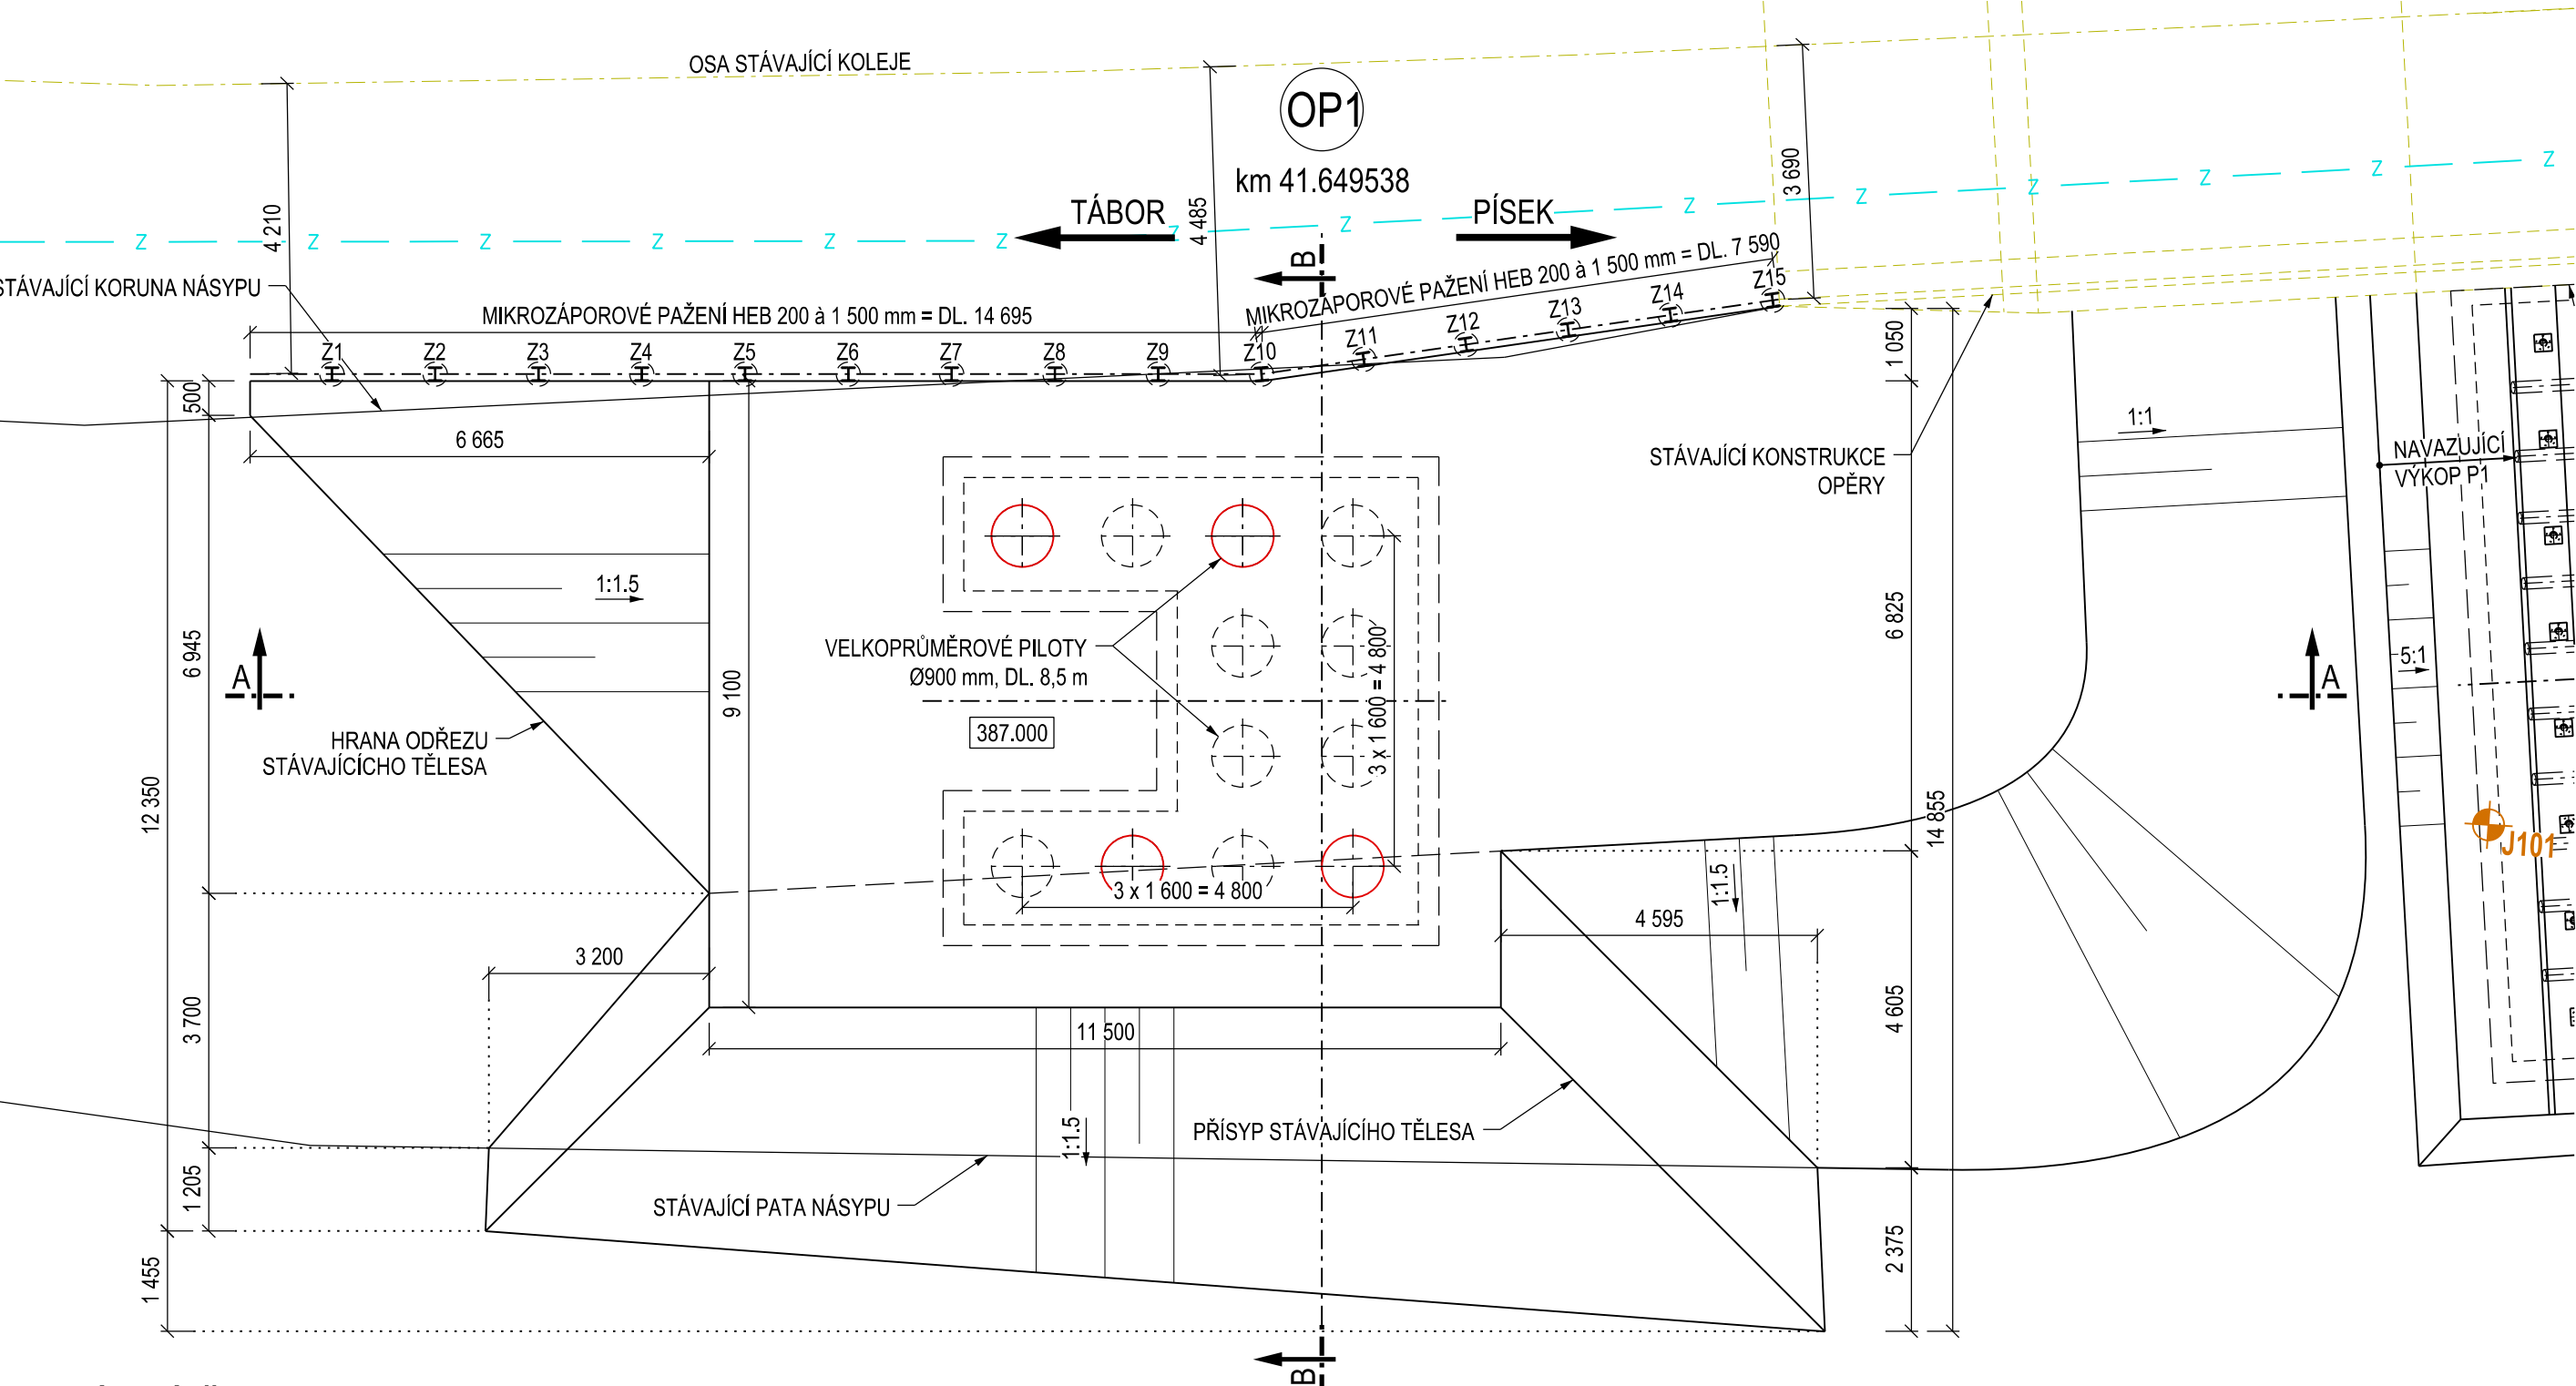 OSA STÁVAJÍCÍ KOLEJE
OP1
km 41.649538
TÁBOR
PÍSEK
4 210
4 485
3 690
Z Z Z Z Z Z Z Z Z Z Z Z Z Z Z
STÁVAJÍCÍ KORUNA NÁSYPU
MIKROZÁPOROVÉ PAŽENÍ HEB 200 à 1 500 mm = DL. 14 695
MIKROZÁPOROVÉ PAŽENÍ HEB 200 à 1 500 mm = DL. 7 590
B
Z1 Z2 Z3 Z4 Z5 Z6 Z7 Z8 Z9 Z10 Z11 Z12 Z13 Z14 Z15
500
6 665
1 050
STÁVAJÍCÍ KONSTRUKCE
OPĚRY
1:1
NAVAZUJÍCÍ
VÝKOP P1
1:1.5
6 945
A
9 100
VELKOPRŮMĚROVÉ PILOTY
Ø900 mm, DL. 8,5 m
387.000
3 x 1 600 = 4 800
6 825
A
5:1
HRANA ODŘEZU
STÁVAJÍCÍCHO TĚLESA
12 350
14 855
J101
3 x 1 600 = 4 800
1:1.5
4 595
3 200
3 700
11 500
4 605
1:1.5
PŘÍSYP STÁVAJÍCÍHO TĚLESA
STÁVAJÍCÍ PATA NÁSYPU
1 205
1 455
2 375
B